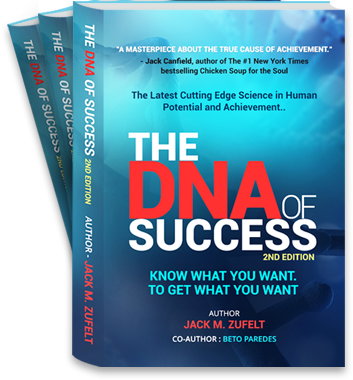 "A MASTERPIECE ABOUT THE TRUE CAUSE OF ACHIEVEMENT."
- Jack Canfield, author of The #1 New York Times
bestselling Chicken Soup for the Soul
The Latest Cutting Edge Science in Human
Potential and Achievement..
THE
DNA OF
SUCCESS
2ND EDITION
KNOW WHAT YOU WANT.
TO GET WHAT YOU WANT
AUTHOR
JACK M. ZUFELT
CO-AUTHOR : BETO PAREDES
THE DNA OF SUCCESS 2ND EDITION AUTHOR - JACK M. ZUFELT
THE DNA OF SUCCESS
THE DNA OF